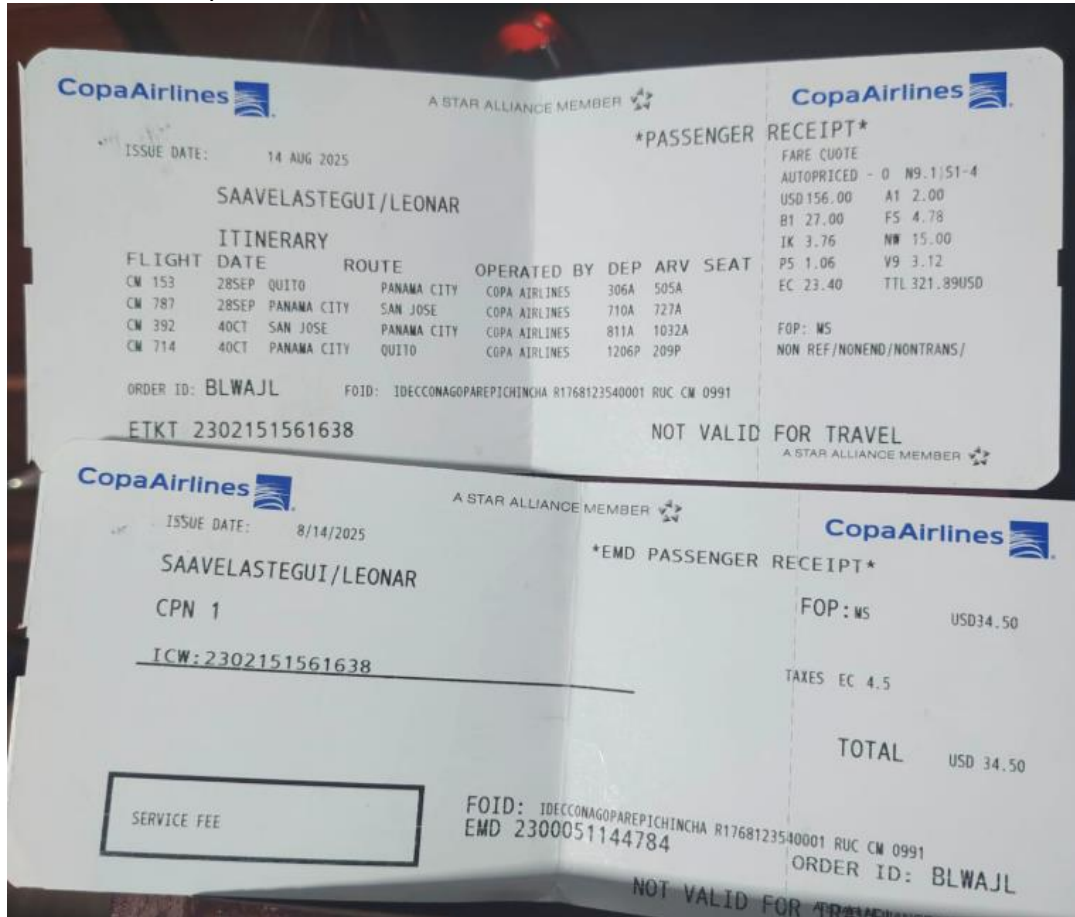 CopaAirlines
A STAR ALLIANCE MEMBER
CopaAirlines
*PASSENGER RECEIPT*
ISSUE DATE: 14 AUG 2025
SAAVELASTEGUI/LEONAR
ITINERARY
FLIGHT DATE ROUTE OPERATED BY DEP ARV SEAT
CM 153 28SEP QUITO PANAMA CITY COPA AIRLINES 306A 505A
CM 787 28SEP PANAMA CITY SAN JOSE COPA AIRLINES 710A 727A
CM 392 4OCT SAN JOSE PANAMA CITY COPA AIRLINES 811A 1032A
CM 714 4OCT PANAMA CITY QUITO COPA AIRLINES 1206P 209P
FARE CUOTE
AUTOPRICED - 0 N9.1|S1-4
USD156.00 A1 2.00
B1 27.00 FS 4.78
IK 3.76 NW 15.00
P5 1.06 V9 3.12
EC 23.40 TTL 321.89USD
FOP: MS
NON REF/NONEND/NONTRANS/
ORDER ID: BLWAJL FOID: IDECCONAGOPAREPICHINCHA R1768123540001 RUC CM 0991
ETKT 2302151561638 NOT VALID FOR TRAVEL
A STAR ALLIANCE MEMBER
CopaAirlines
A STAR ALLIANCE MEMBER
CopaAirlines
ISSUE DATE: 8/14/2025
*EMD PASSENGER RECEIPT*
SAAVELASTEGUI/LEONAR
CPN 1
ICW:2302151561638
FOP:MS USD34.50
TAXES EC 4.5
TOTAL USD 34.50
SERVICE FEE
FOID: IDECCONAGOPAREPICHINCHA R1768123540001 RUC CM 0991
EMD 2300051144784
ORDER ID: BLWAJL
NOT VALID FOR